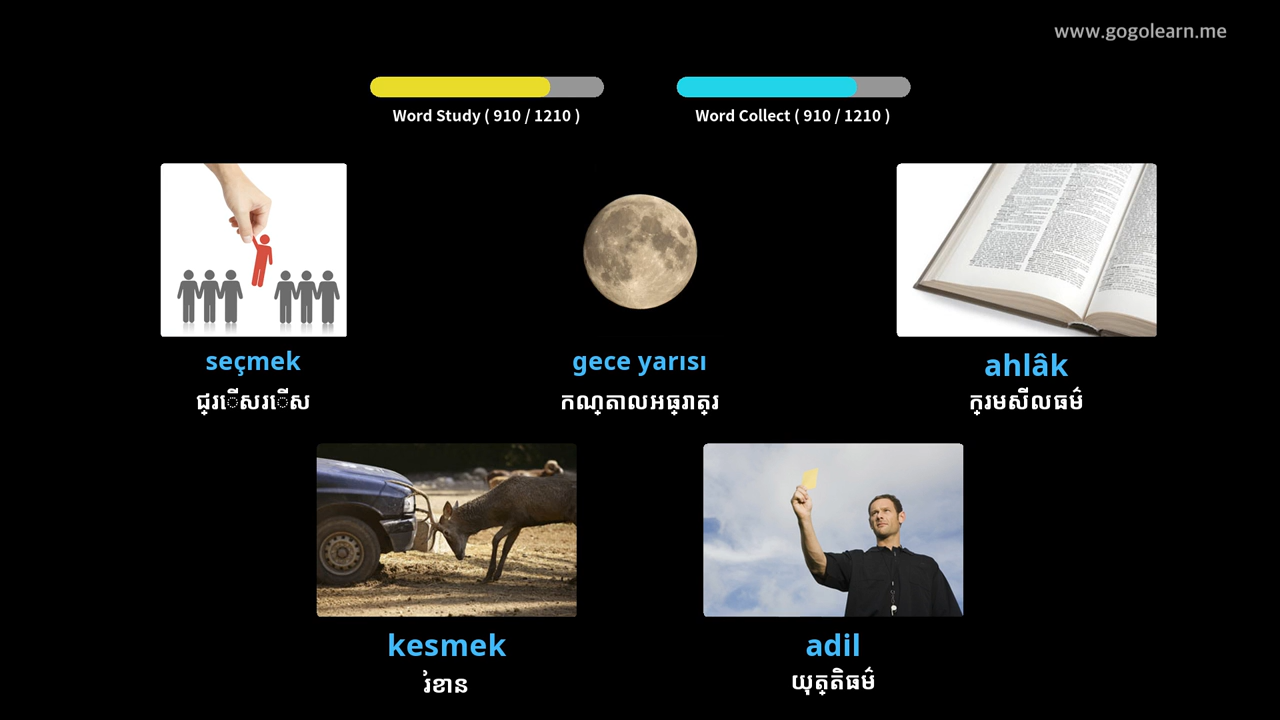 www.gogolearn.me
Word Study ( 910 / 1210 )
Word Collect ( 910 / 1210 )
seçmek
ជ្រើសរើស
gece yarısı
កណ្តាលអធ្រាត្រ
ahlâk
ក្រមសីលធម៌
kesmek
រំខាន
adil
យុត្តិធម៌